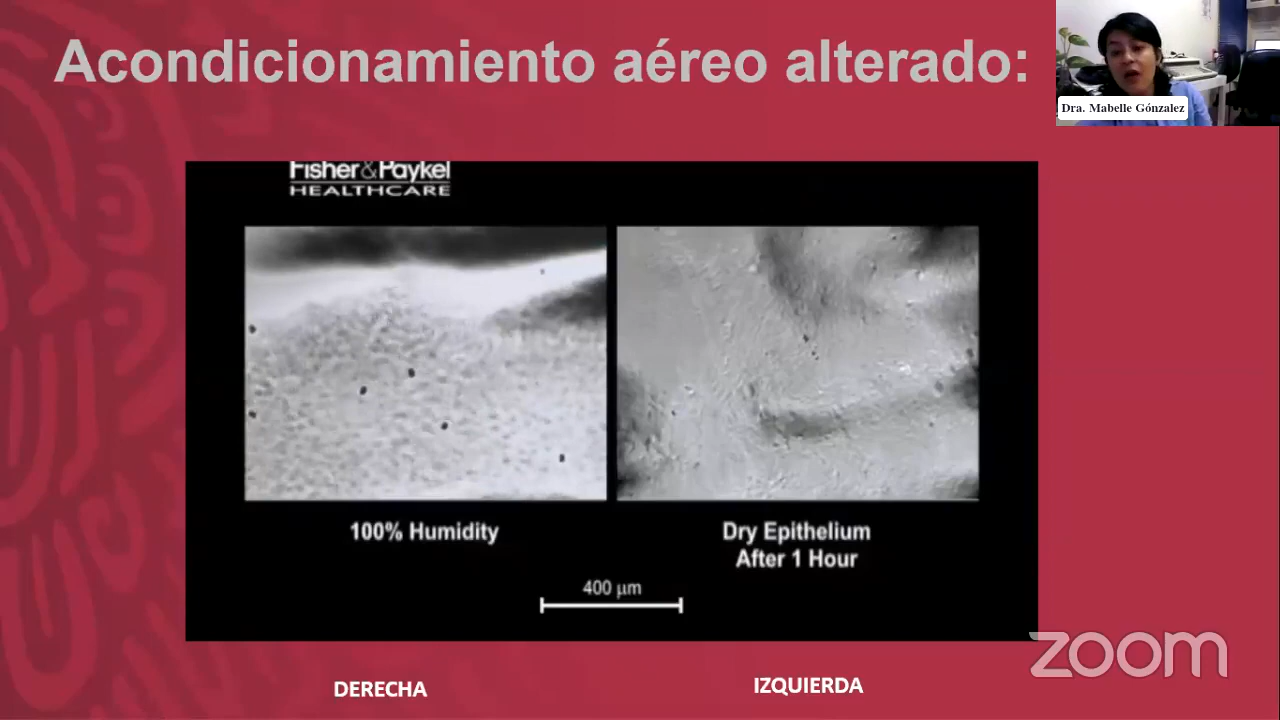 Acondicionamiento aéreo alterado:
Dra. Mabelle Gónzalez
Fisher&Paykel
HEALTHCARE
100% Humidity
Dry Epithelium
After 1 Hour
400 µm
zoom
DERECHA
IZQUIERDA